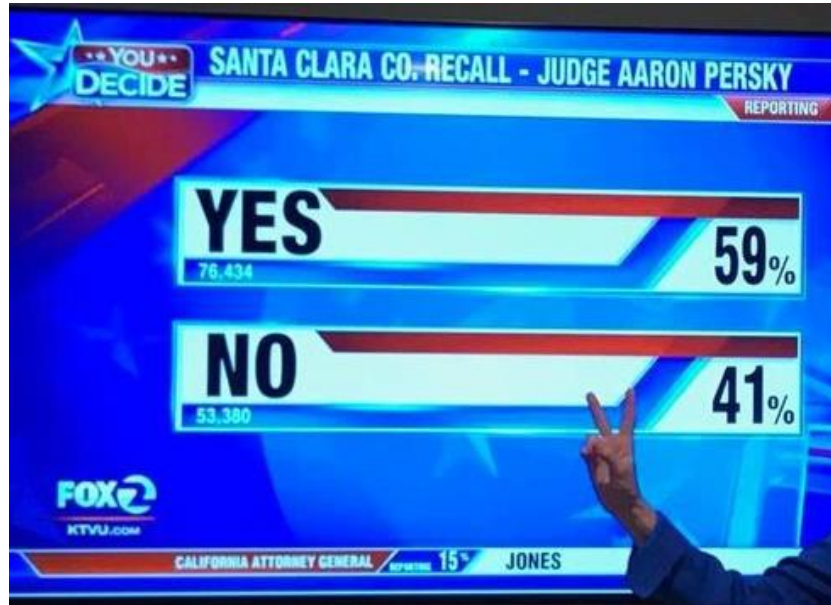 YOU
DECIDE
SANTA CLARA CO. RECALL - JUDGE AARON PERSKY
REPORTING
YES
76,434
59%
NO
53,380
41%
FOX 2
KTVU.COM
CALIFORNIA ATTORNEY GENERAL REPORTING 15% JONES